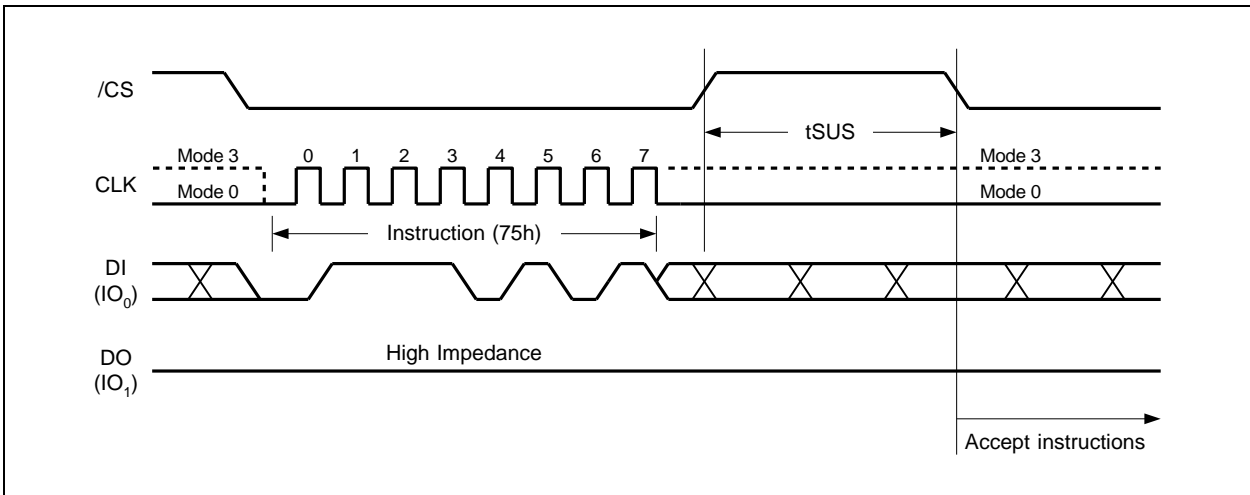 /CS
tSUS
Mode 3
0 1 2 3 4 5 6 7
Mode 3
CLK
Mode 0
Mode 0
Instruction (75h)
DI
(IO0)
High Impedance
DO
(IO1)
Accept instructions